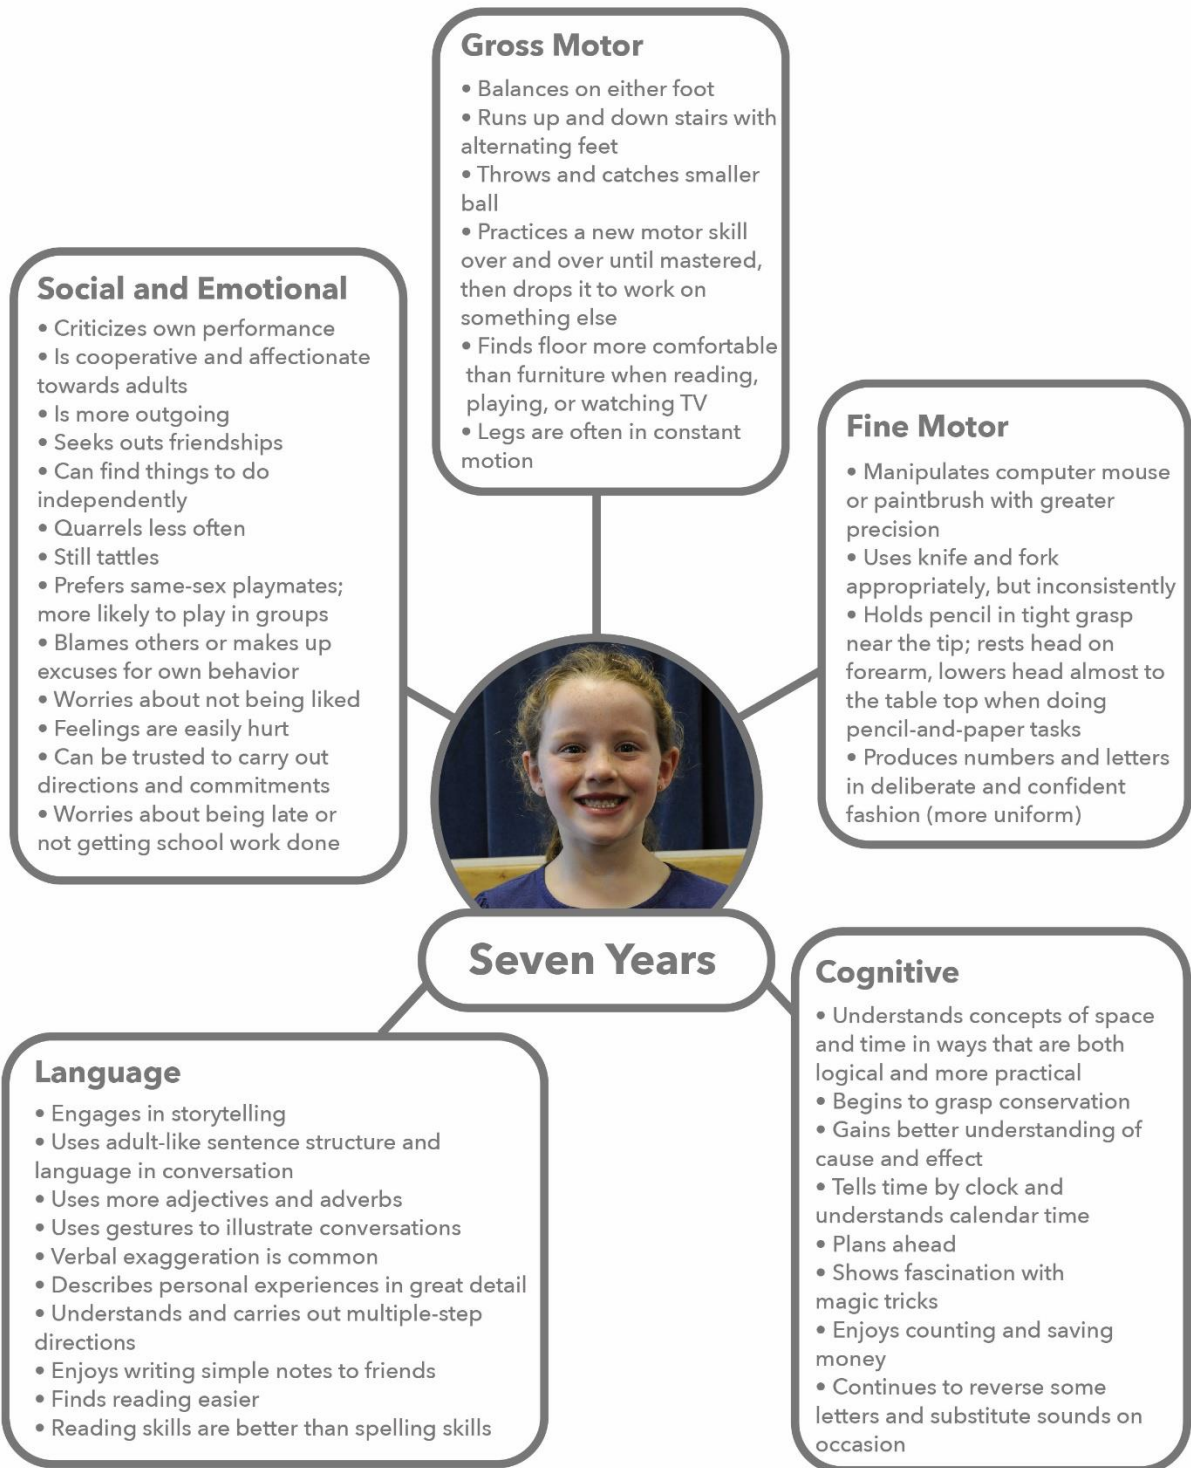 Gross Motor
• Balances on either foot
• Runs up and down stairs with
alternating feet
• Throws and catches smaller
ball
• Practices a new motor skill
over and over until mastered,
then drops it to work on
something else
• Finds floor more comfortable
than furniture when reading,
playing, or watching TV
• Legs are often in constant
motion
Social and Emotional
• Criticizes own performance
• Is cooperative and affectionate
towards adults
• Is more outgoing
• Seeks outs friendships
• Can find things to do
independently
• Quarrels less often
• Still tattles
• Prefers same-sex playmates;
more likely to play in groups
• Blames others or makes up
excuses for own behavior
• Worries about not being liked
• Feelings are easily hurt
• Can be trusted to carry out
directions and commitments
• Worries about being late or
not getting school work done
Fine Motor
• Manipulates computer mouse
or paintbrush with greater
precision
• Uses knife and fork
appropriately, but inconsistently
• Holds pencil in tight grasp
near the tip; rests head on
forearm, lowers head almost to
the table top when doing
pencil-and-paper tasks
• Produces numbers and letters
in deliberate and confident
fashion (more uniform)
Seven Years
Language
• Engages in storytelling
• Uses adult-like sentence structure and
language in conversation
• Uses more adjectives and adverbs
• Uses gestures to illustrate conversations
• Verbal exaggeration is common
• Describes personal experiences in great detail
• Understands and carries out multiple-step
directions
• Enjoys writing simple notes to friends
• Finds reading easier
• Reading skills are better than spelling skills
Cognitive
• Understands concepts of space
and time in ways that are both
logical and more practical
• Begins to grasp conservation
• Gains better understanding of
cause and effect
• Tells time by clock and
understands calendar time
• Plans ahead
• Shows fascination with
magic tricks
• Enjoys counting and saving
money
• Continues to reverse some
letters and substitute sounds on
occasion